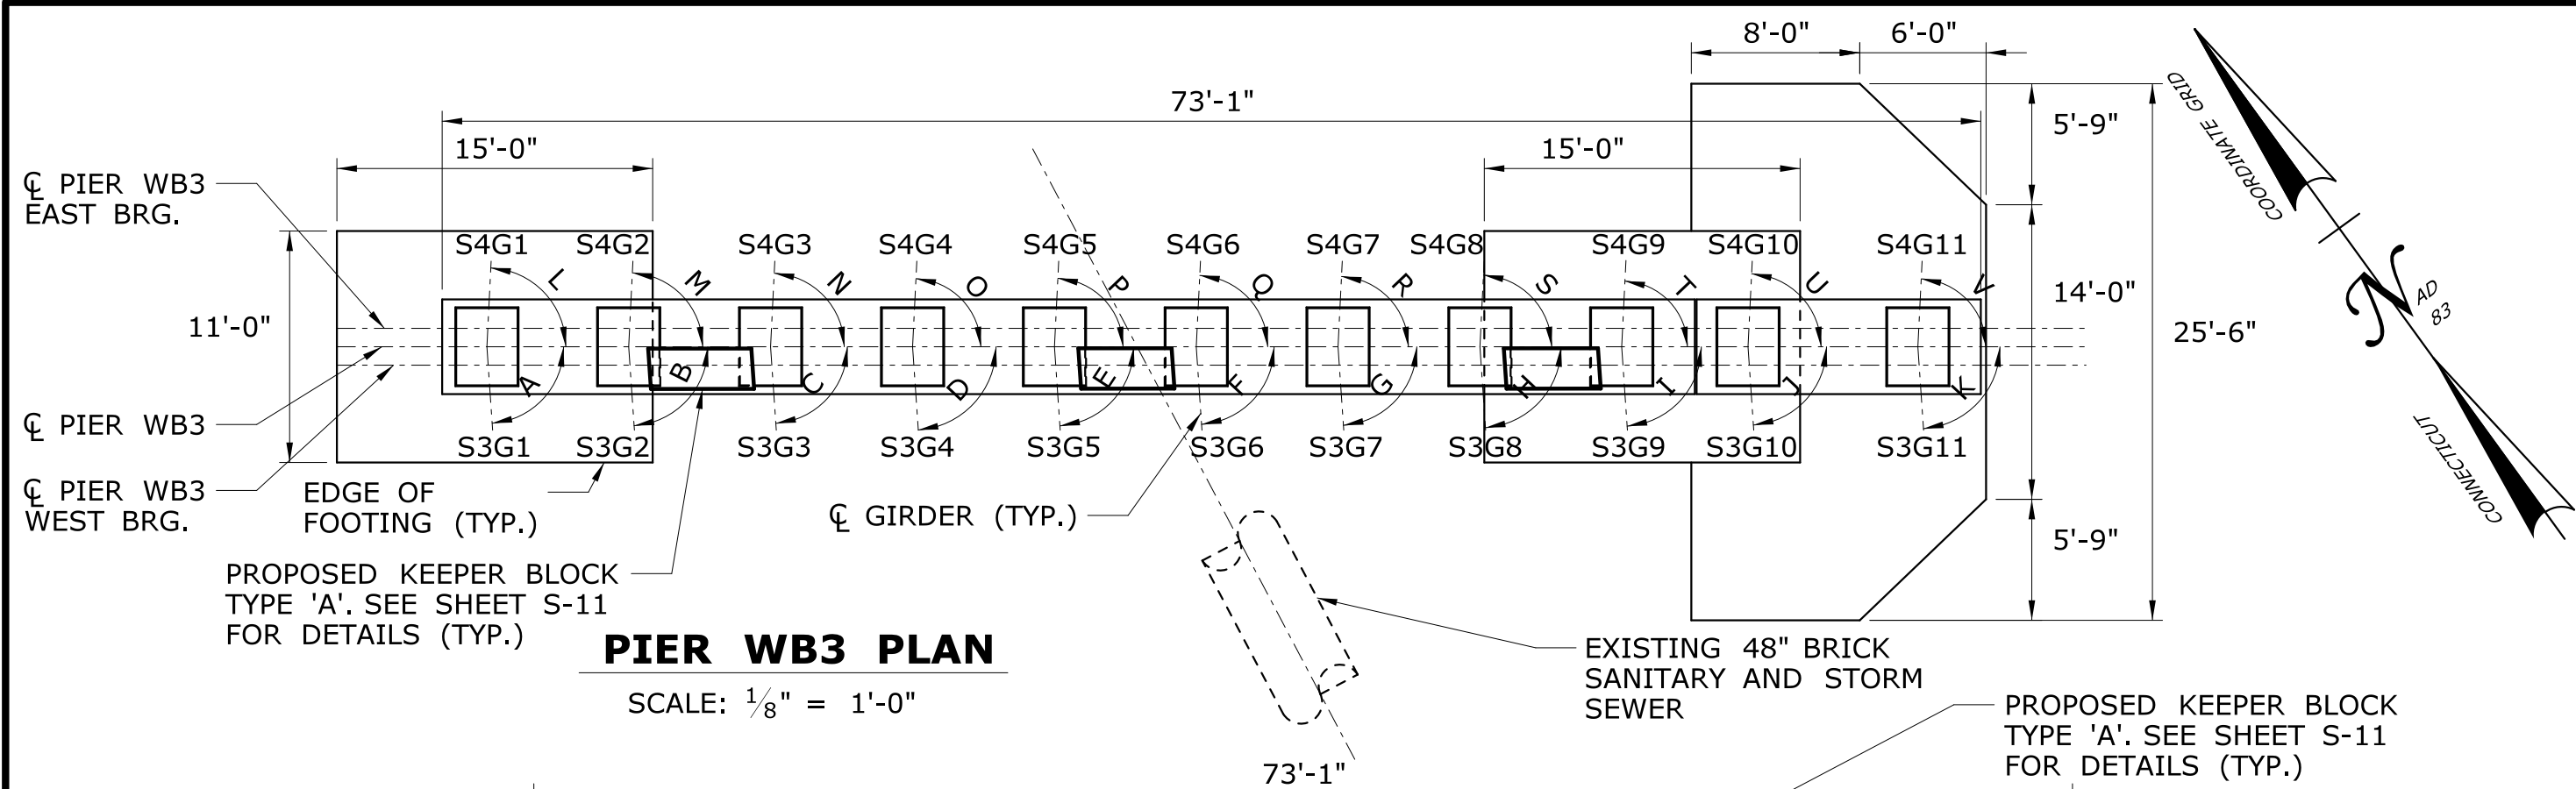 8'-0" 6'-0"
73'-1"
5'-9"
15'-0" 15'-0"
℄ PIER WB3
EAST BRG.
S4G1 S4G2 S4G3 S4G4 S4G5 S4G6 S4G7 S4G8 S4G9 S4G10 S4G11
L M N O P Q R S T U V
11'-0"
14'-0"
25'-6"
A B C D E F G H I J K
℄ PIER WB3
S3G1 S3G2 S3G3 S3G4 S3G5 S3G6 S3G7 S3G8 S3G9 S3G10 S3G11
℄ PIER WB3
WEST BRG.
EDGE OF
FOOTING (TYP.)
℄ GIRDER (TYP.)
5'-9"
PROPOSED KEEPER BLOCK
TYPE 'A'. SEE SHEET S-11
FOR DETAILS (TYP.)
PIER WB3 PLAN
SCALE: 1/8" = 1'-0"
EXISTING 48" BRICK
SANITARY AND STORM
SEWER
PROPOSED KEEPER BLOCK
TYPE 'A'. SEE SHEET S-11
FOR DETAILS (TYP.)
73'-1"
COORDINATE GRID
N
AD
83
CONNECTICUT